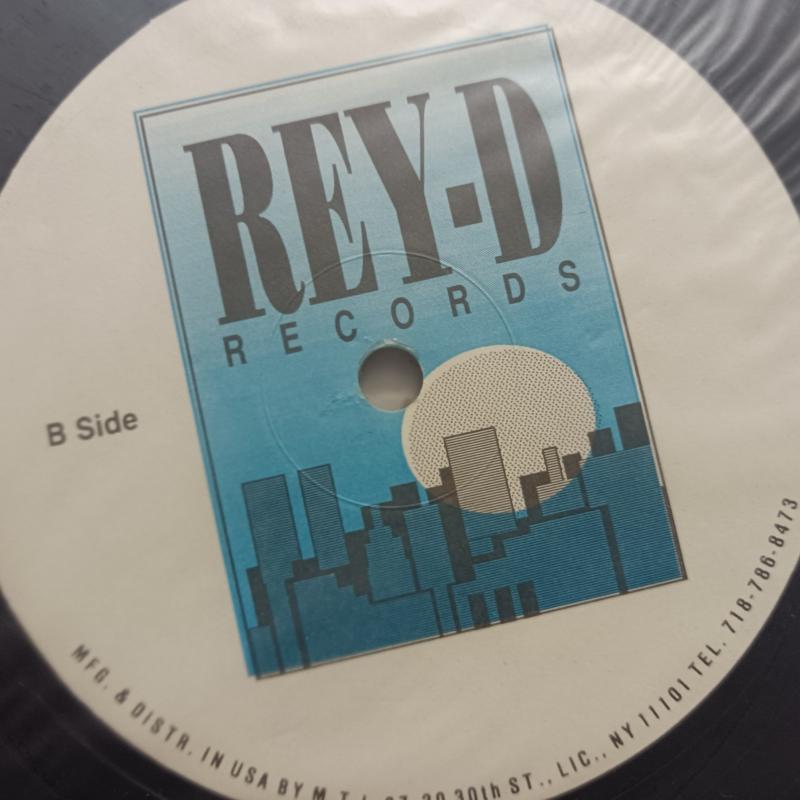 REY-D
RECORDS
B Side
MFG. & DISTR. IN USA BY M.T.I. 30th ST., LIC., NY 11101 TEL. 718-786-8473